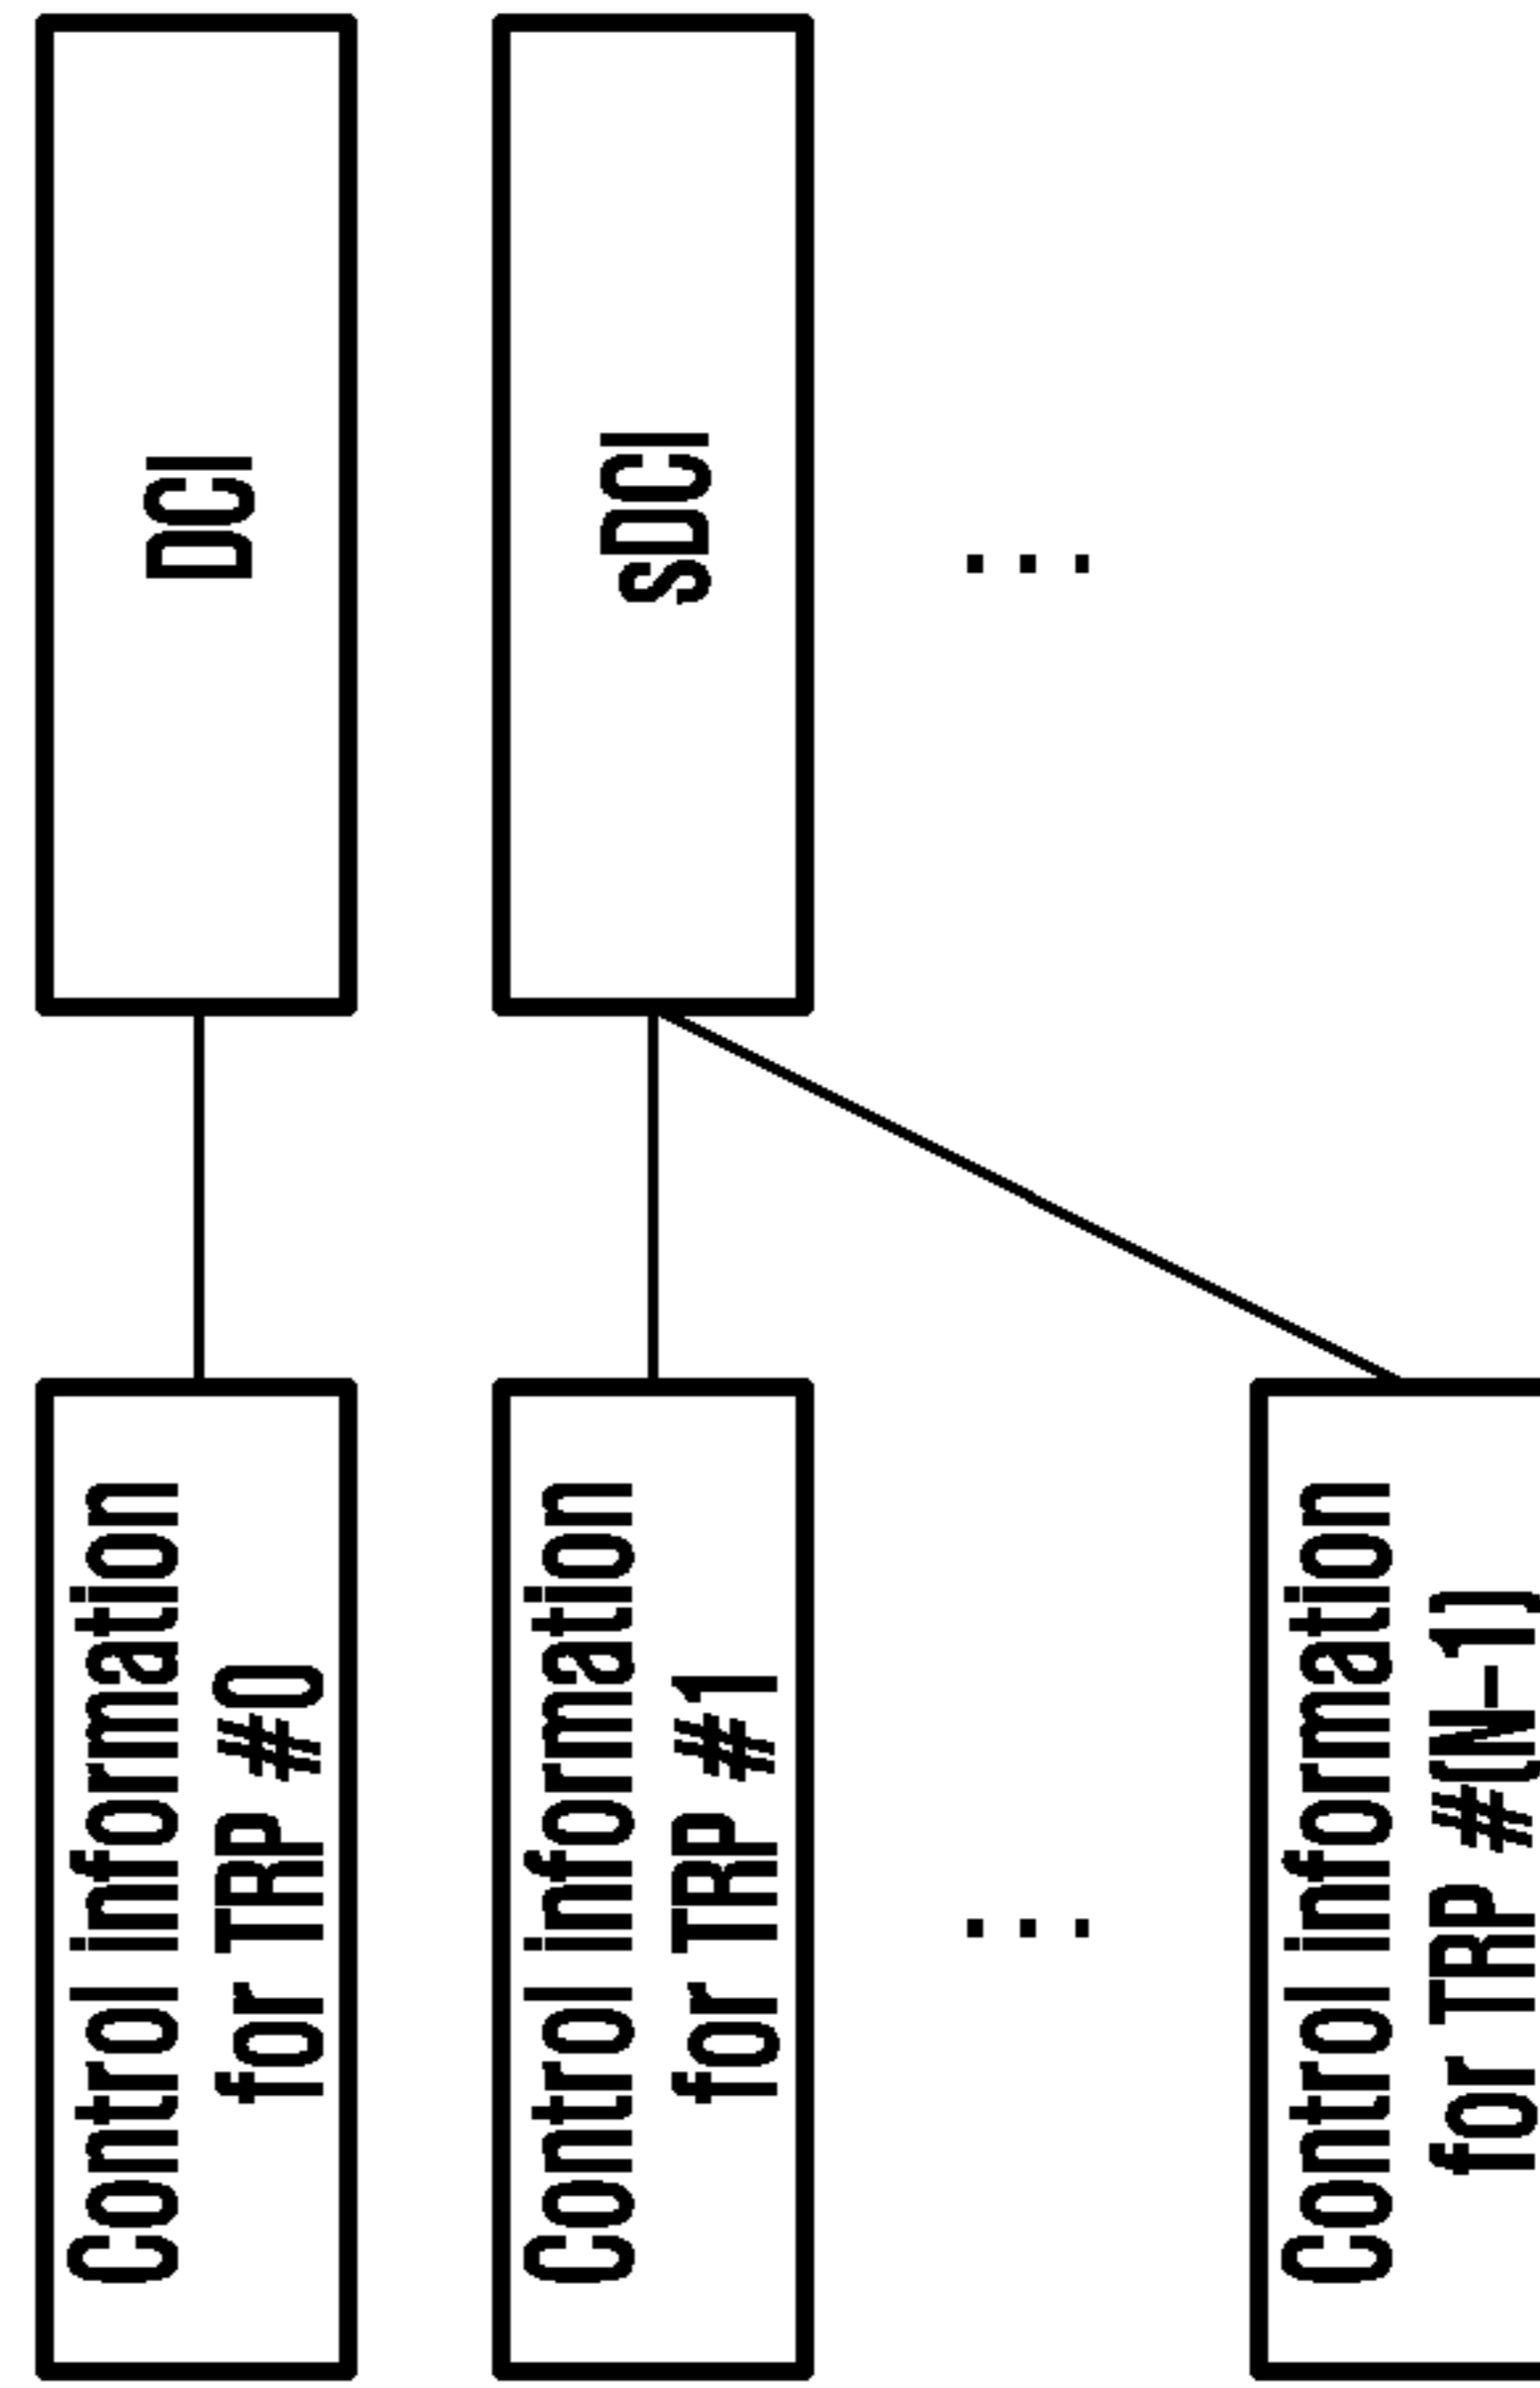 Control information
for TRP #0
DCI
Control information
for TRP #1
sDCI
...
...
Control information
for TRP #(N-1)